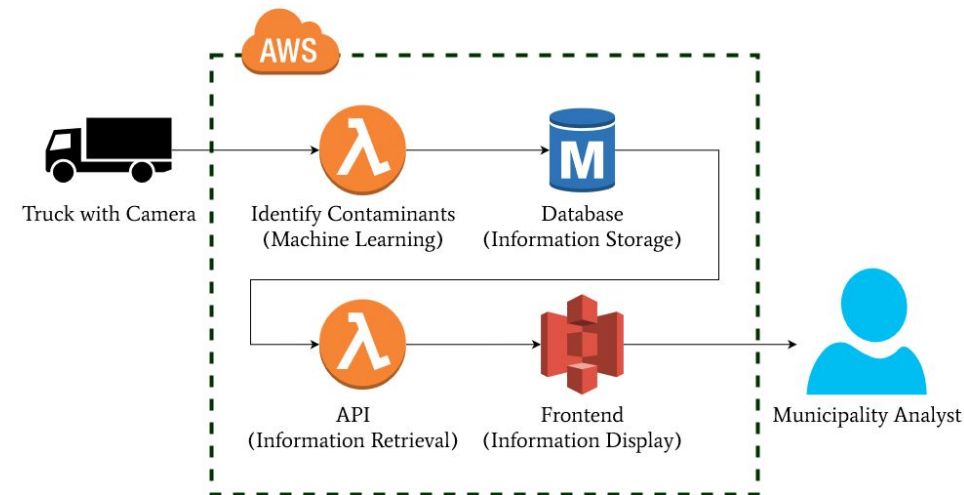 AWS
Truck with Camera
Identify Contaminants
(Machine Learning)
M
Database
(Information Storage)
API
(Information Retrieval)
Frontend
(Information Display)
Municipality Analyst